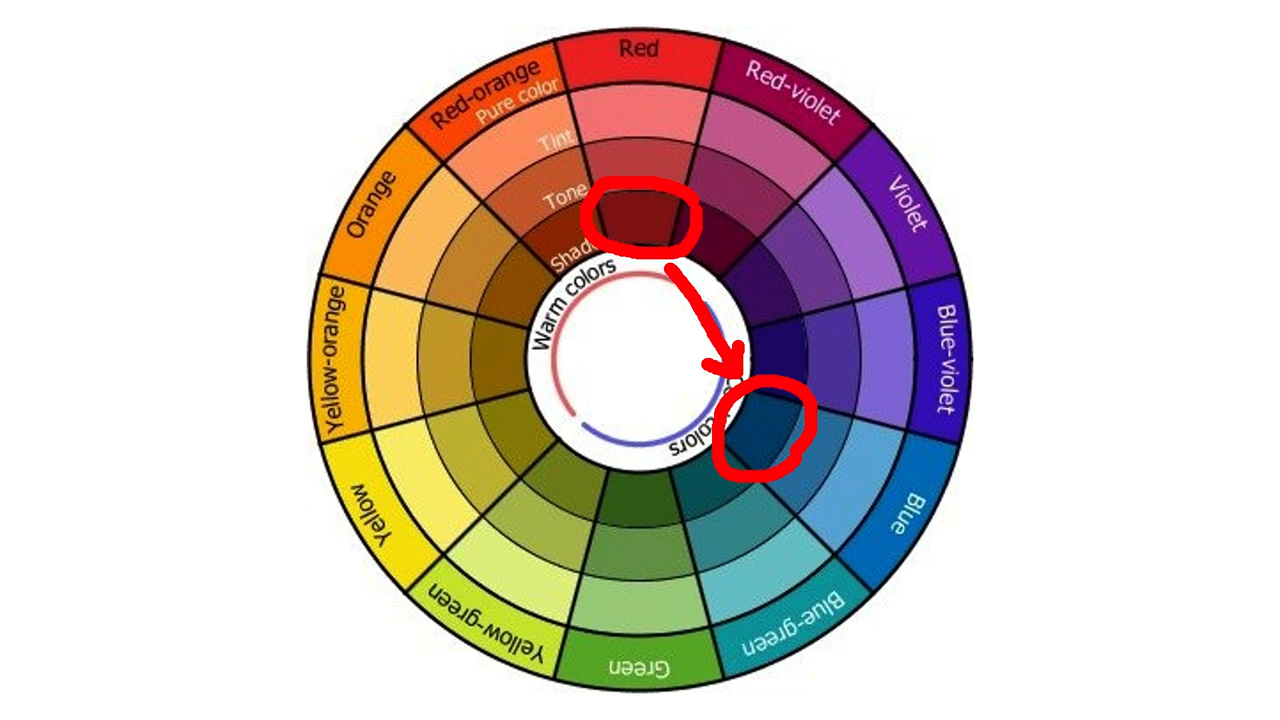 Red
Red-violet
Violet
Blue-violet
Blue
Blue-green
Green
Yellow-green
Yellow
Yellow-orange
Orange
Red-orange
Pure color
Tint
Tone
Warm colors
colors